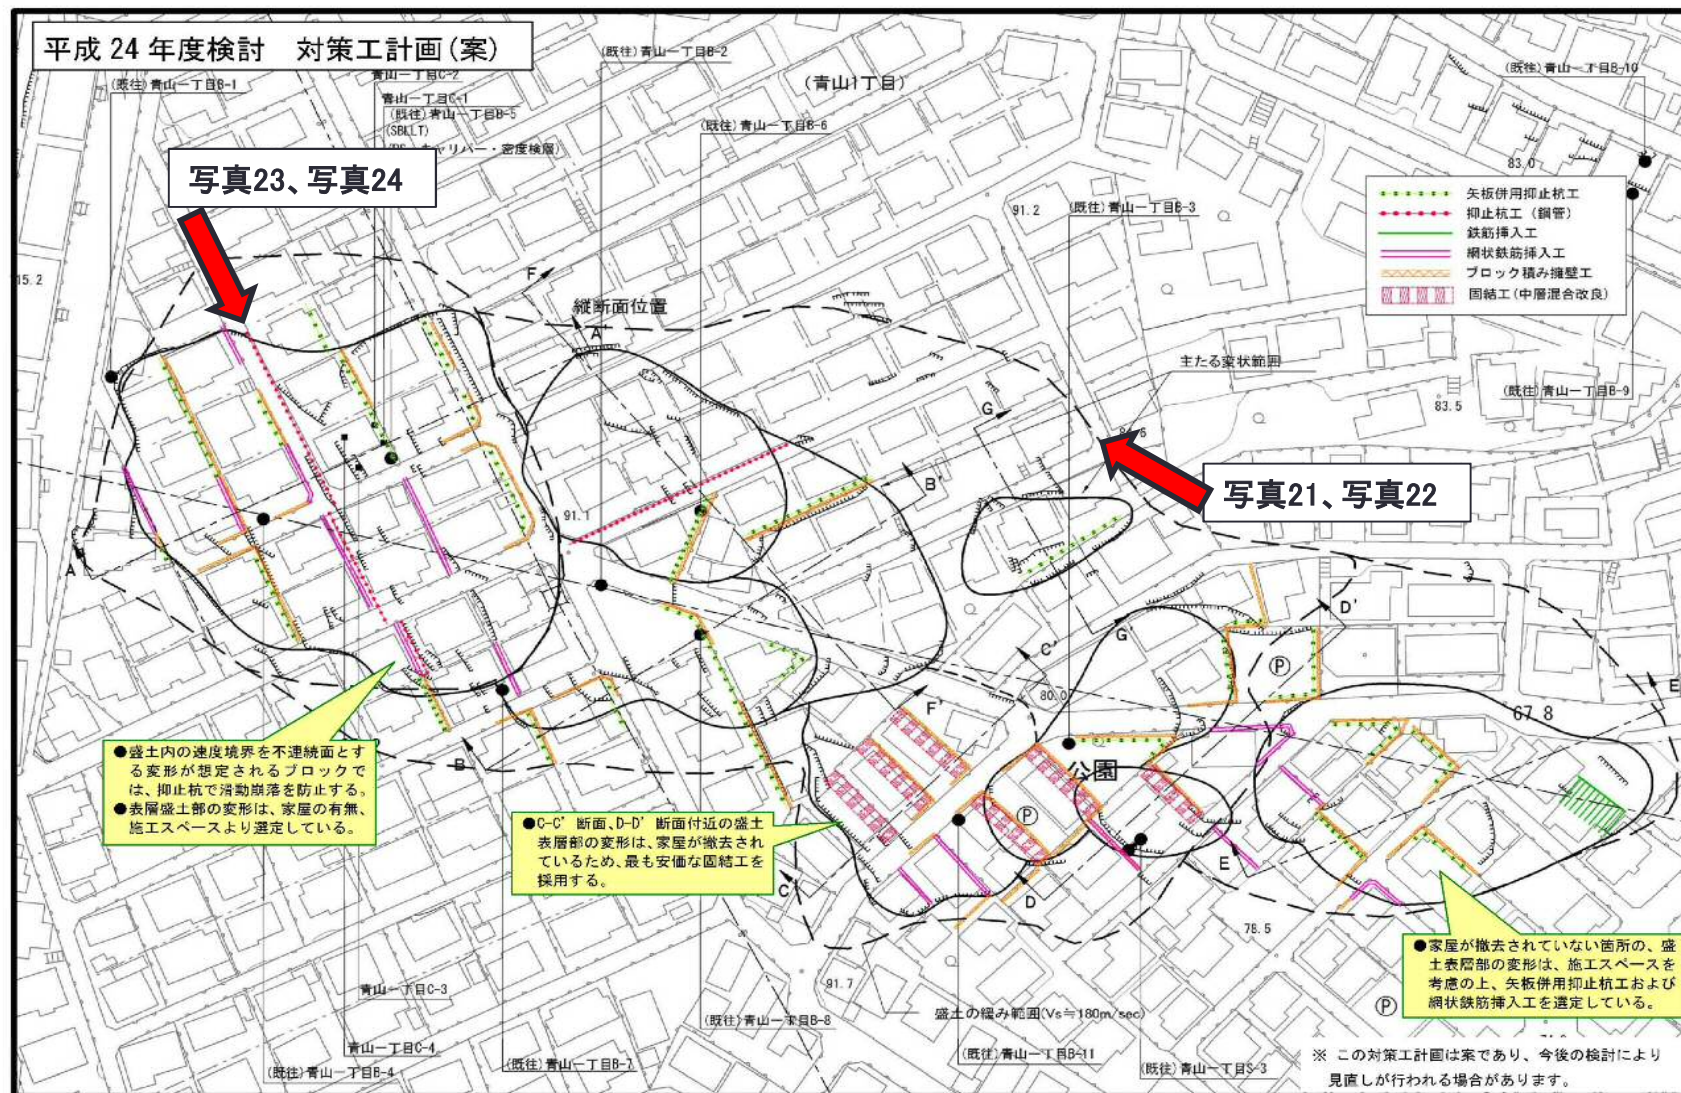 平成 24 年度検討 対策工計画(案)
(既往)青山一丁目B-1
青山一丁目C-2
青山一丁目C-1
(既往)青山一丁目B-5
(既往)青山一丁目B-2
(青山1丁目)
(既往)青山一丁目B-6
(既往)青山一丁目B-10
写真23、写真24
83.0
矢板併用抑止杭工
抑止杭工(鋼管)
鉄筋挿入工
網状鉄筋挿入工
ブロック積み擁壁工
固結工(中層混合改良)
91.2
(既往)青山一丁目B-3
15.2
F
縦断面位置
A'
主たる変状範囲
(既往)青山一丁目B-9
83.5
G
B'
写真21、写真22
91.1
A
D'
G'
C'
80.0
P
E'
F'
67.8
公園
P
B
●盛土内の速度境界を不連続面とす
る変形が想定されるブロックで
は、抑止杭で滑動崩落を防止する。
●表層盛土部の変形は、家屋の有無、
施工スペースより選定している。
●C-C' 断面、D-D' 断面付近の盛土
表層部の変形は、家屋が撤去され
ているため、最も安価な固結工を
採用する。
C
D
E
78.5
●家屋が撤去されていない箇所の、盛
土表層部の変形は、施工スペースを
考慮の上、矢板併用抑止杭工および
網状鉄筋挿入工を選定している。
P
91.7
盛土の緩み範囲(Vs≒180m/sec)
青山一丁目C-3
(既往)青山一丁目B-8
青山一丁目C-4
(既往)青山一丁目B-4
(既往)青山一丁目B-7
(既往)青山一丁目B-11
(既往)青山一丁目S-3
※ この対策工計画は案であり、今後の検討により
見直しが行われる場合があります。